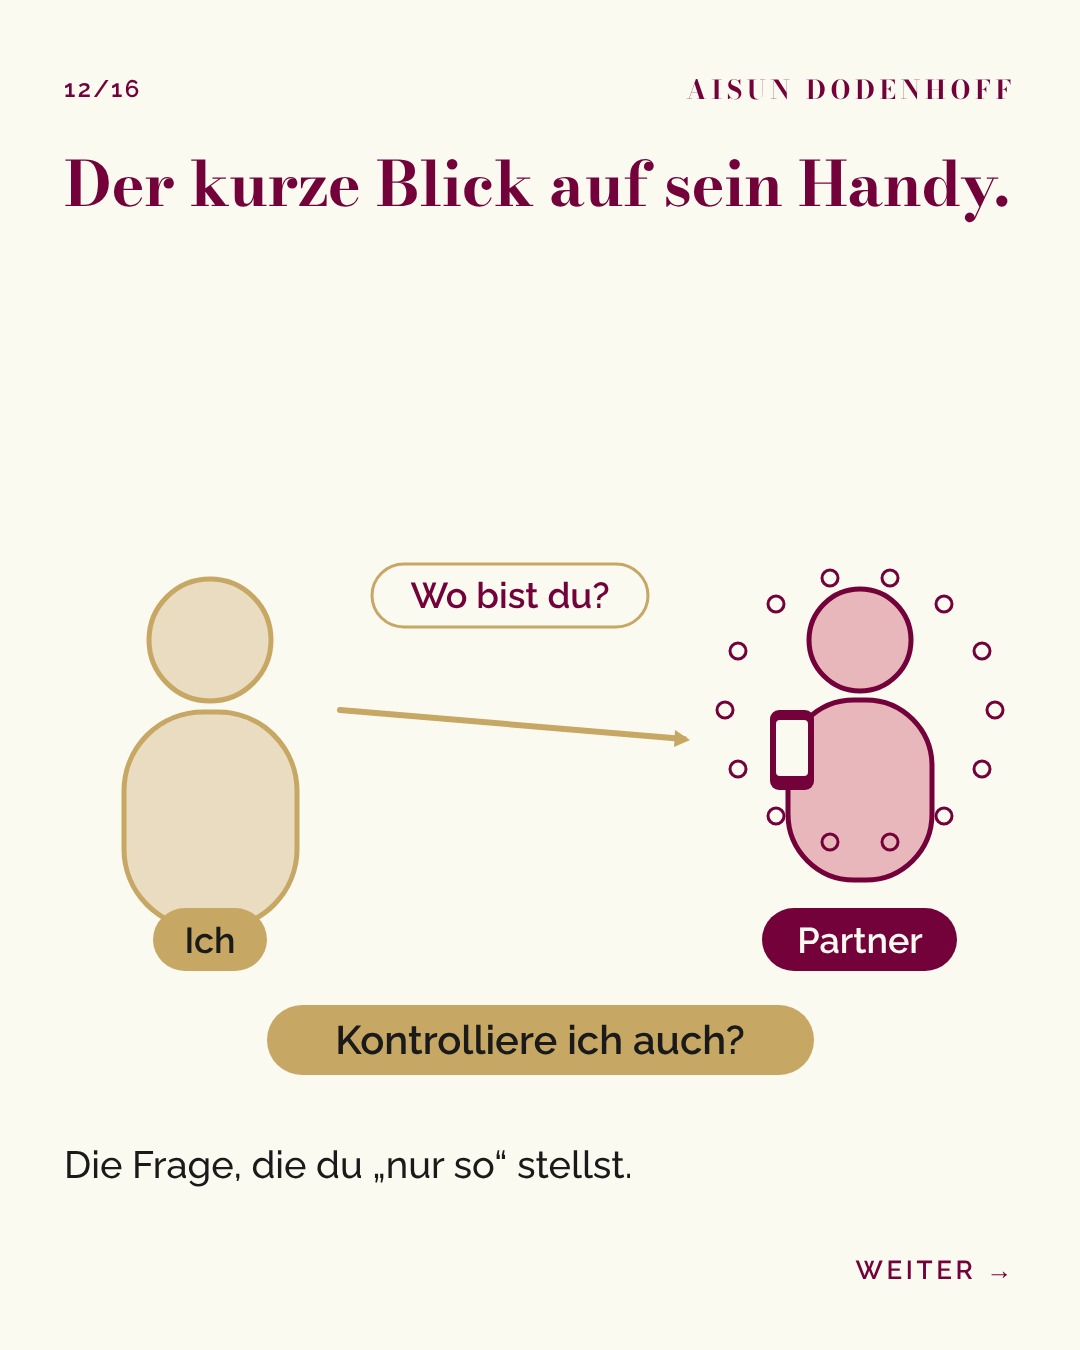 12/16
AISUN DODENHOFF
Der kurze Blick auf sein Handy.
Wo bist du?
Ich
Partner
Kontrolliere ich auch?
Die Frage, die du „nur so“ stellst.
WEITER →